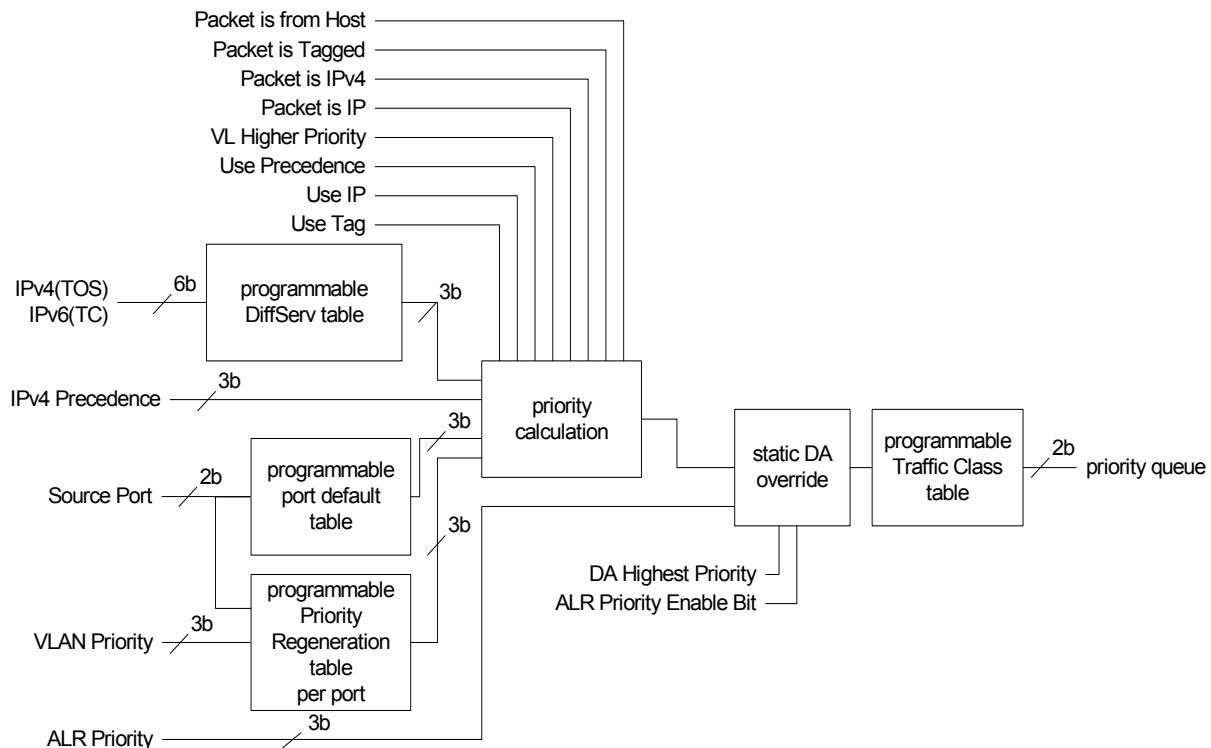 Packet is from Host
Packet is Tagged
Packet is IPv4
Packet is IP
VL Higher Priority
Use Precedence
Use IP
Use Tag
IPv4(TOS)
IPv6(TC)
6b
programmable
DiffServ table
3b
IPv4 Precedence
3b
priority
calculation
3b
Source Port
2b
programmable
port default
table
3b
static DA
override
programmable
Traffic Class
table
2b
priority queue
DA Highest Priority
ALR Priority Enable Bit
VLAN Priority
3b
programmable
Priority
Regeneration
table
per port
ALR Priority
3b